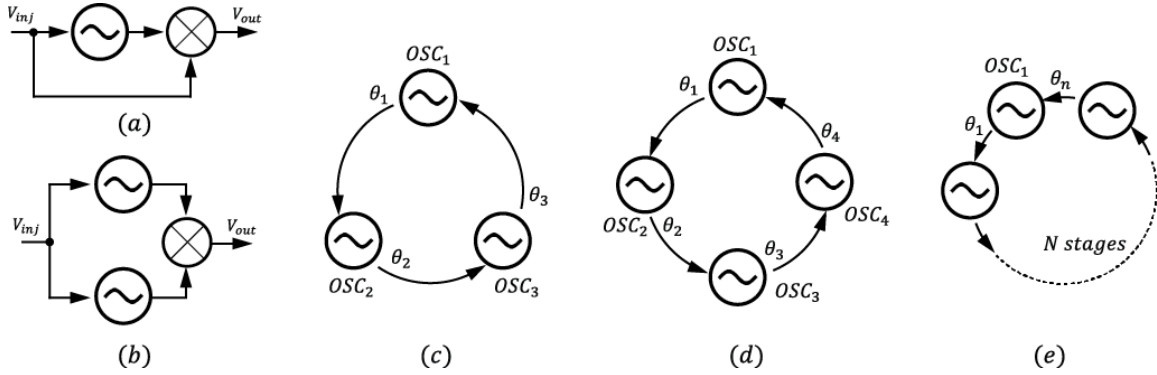 V_inj
V_out
(a)
V_inj
V_out
(b)
OSC_1
θ_1
θ_3
θ_2
OSC_2
OSC_3
(c)
OSC_1
θ_1
θ_4
OSC_2
θ_2
OSC_4
θ_3
OSC_3
(d)
OSC_1
θ_n
θ_1
N stages
(e)